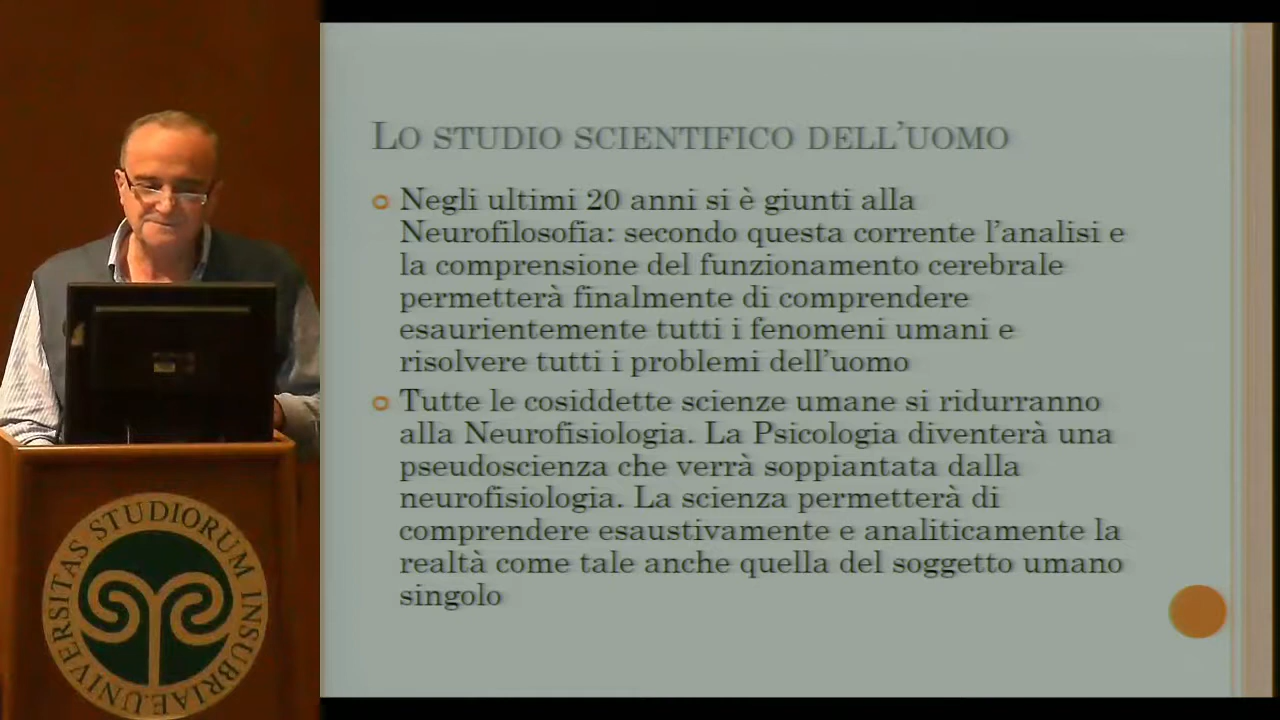 LO STUDIO SCIENTIFICO DELL'UOMO
Negli ultimi 20 anni si è giunti alla
Neurofilosofia: secondo questa corrente l'analisi e
la comprensione del funzionamento cerebrale
permetterà finalmente di comprendere
esaurientemente tutti i fenomeni umani e
risolvere tutti i problemi dell'uomo
Tutte le cosiddette scienze umane si ridurranno
alla Neurofisiologia. La Psicologia diventerà una
pseudoscienza che verrà soppiantata dalla
neurofisiologia. La scienza permetterà di
comprendere esaustivamente e analiticamente la
realtà come tale anche quella del soggetto umano
singolo
UNIVERSITAS STUDIORUM INSUBRIAE